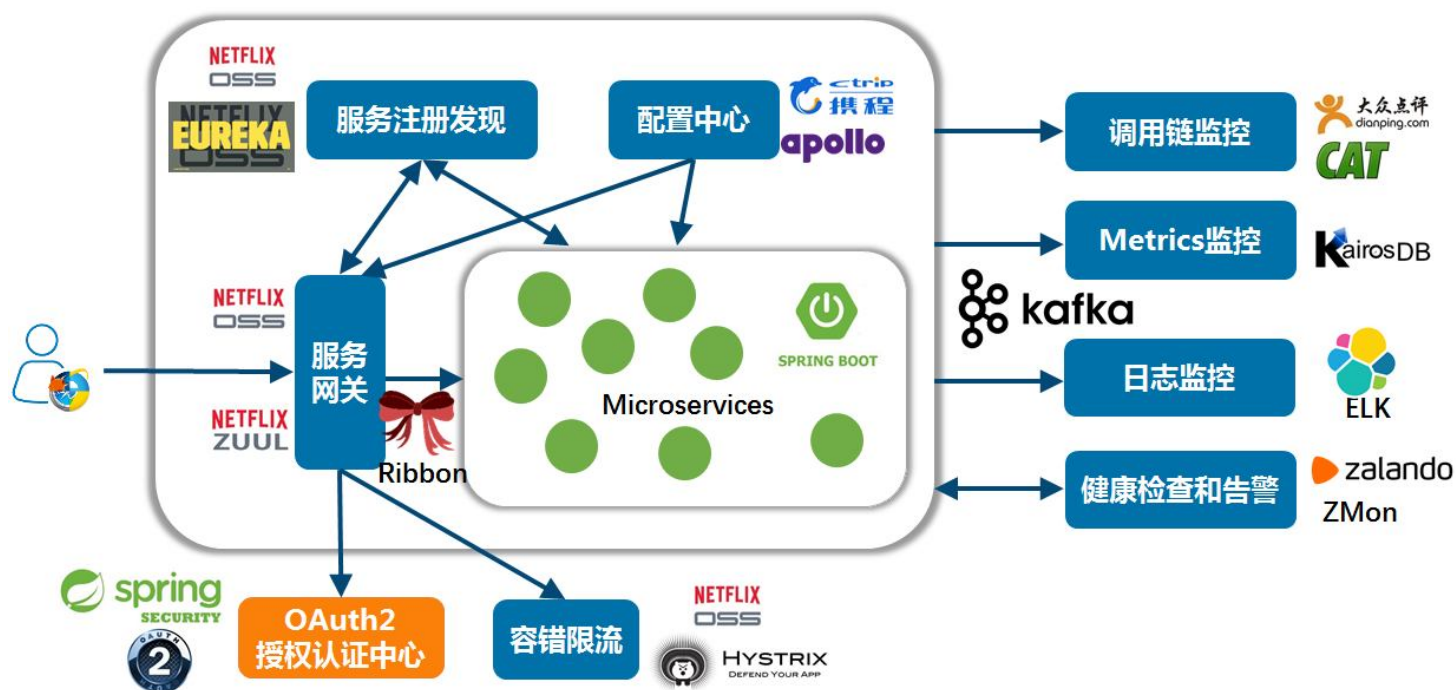 NETFLIX
OSS
NETFLIX
EUREKA
OSS
服务注册发现
配置中心
Ctrip
携程
apollo
调用链监控
大众点评
dianping.com
CAT
Metrics监控
KairosDB
NETFLIX
OSS
服务
网关
NETFLIX
ZUUL
Ribbon
SPRING BOOT
Microservices
kafka
日志监控
ELK
健康检查和告警
zalando
ZMon
spring
SECURITY
OAUTH
2
OAuth2
授权认证中心
容错限流
NETFLIX
OSS
HYSTRIX
DEFEND YOUR APP